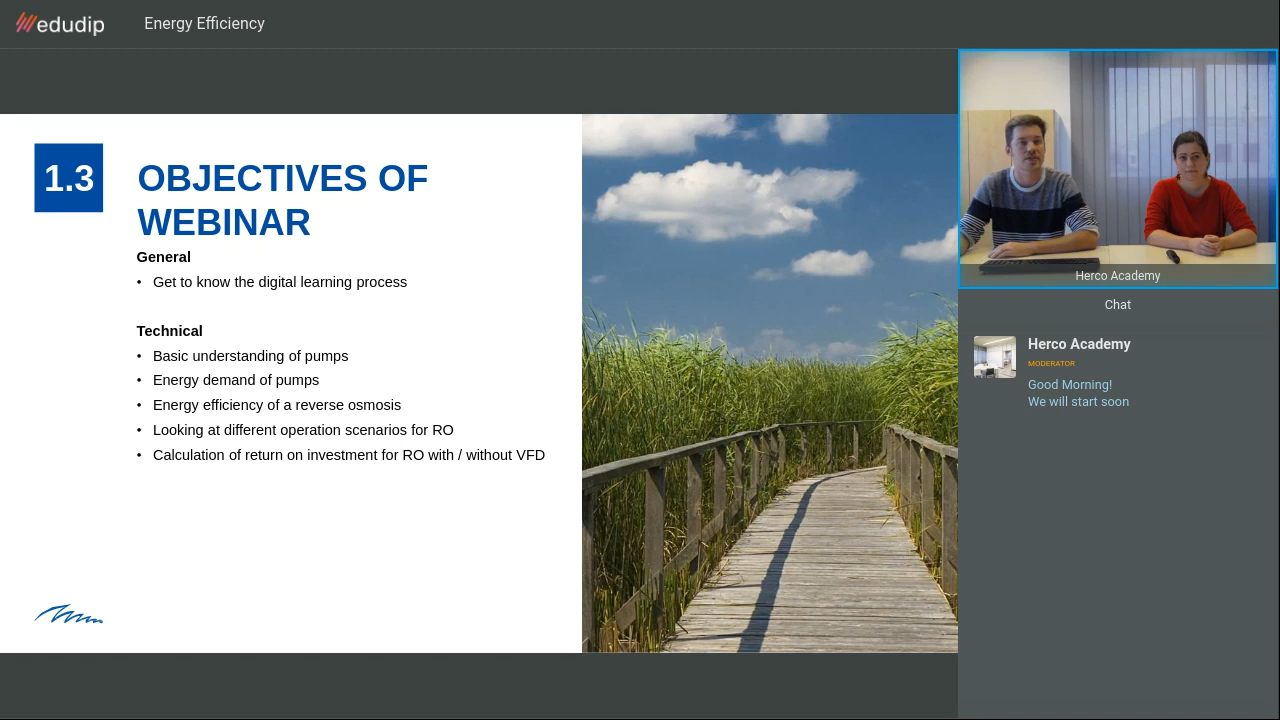 edudip
Energy Efficiency
1.3
OBJECTIVES OF
WEBINAR
General
• Get to know the digital learning process
Technical
• Basic understanding of pumps
• Energy demand of pumps
• Energy efficiency of a reverse osmosis
• Looking at different operation scenarios for RO
• Calculation of return on investment for RO with / without VFD
Herco Academy
Chat
Herco Academy
MODERATOR
Good Morning!
We will start soon